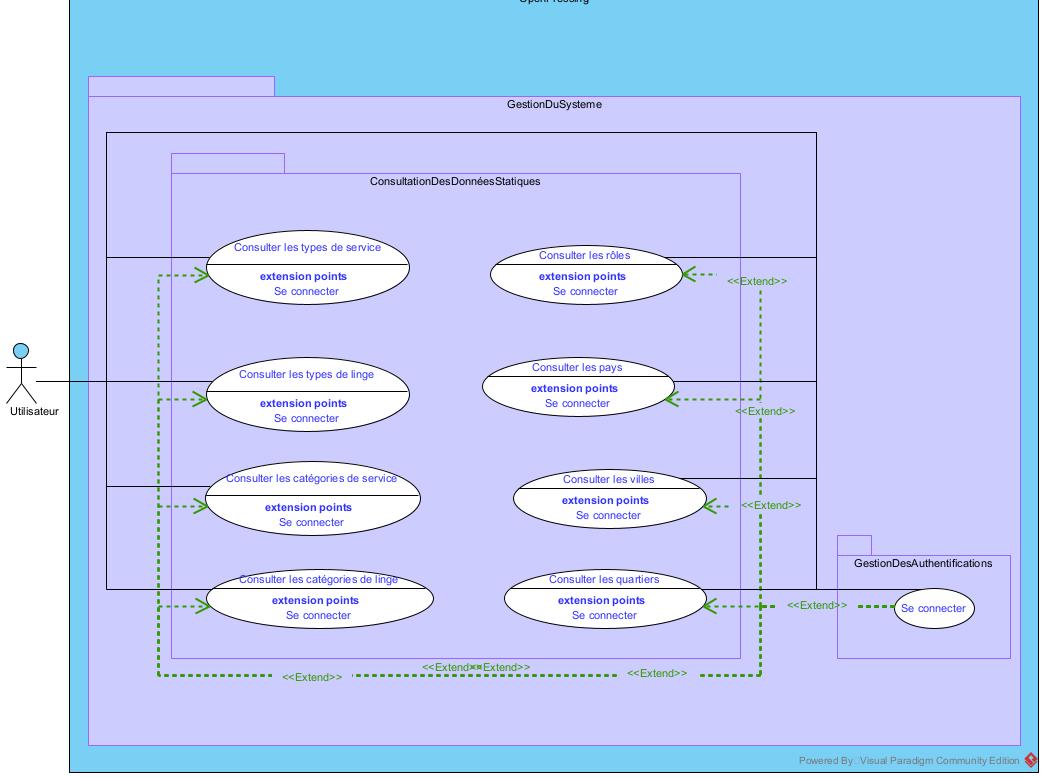 OpenPressing
GestionDuSysteme
ConsultationDesDonnéesStatiques
Consulter les types de service
extension points
Se connecter
Consulter les rôles
extension points
Se connecter
<<Extend>>
Consulter les types de linge
extension points
Se connecter
Consulter les pays
extension points
Se connecter
<<Extend>>
Utilisateur
Consulter les catégories de service
extension points
Se connecter
Consulter les villes
extension points
Se connecter
<<Extend>>
GestionDesAuthentifications
Consulter les catégories de linge
extension points
Se connecter
Consulter les quartiers
extension points
Se connecter
<<Extend>>
Se connecter
<<Extend>>
<<Extend>>
<<Extend>>
<<Extend>>
Powered By Visual Paradigm Community Edition